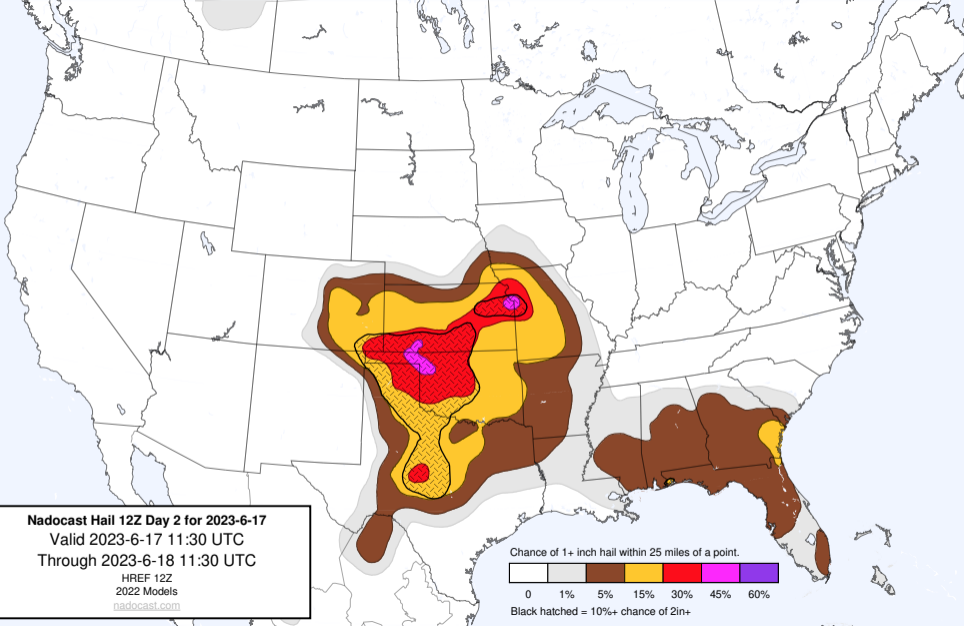 Nadocast Hail 12Z Day 2 for 2023-6-17
Valid 2023-6-17 11:30 UTC
Through 2023-6-18 11:30 UTC
HREF 12Z
2022 Models
nadocast.com
Chance of 1+ inch hail within 25 miles of a point.
0 1% 5% 15% 30% 45% 60%
Black hatched = 10%+ chance of 2in+